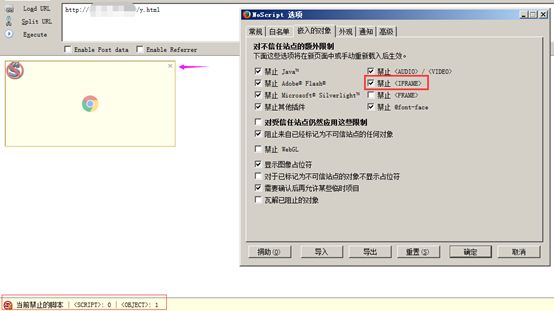 Load URL
Split URL
Execute
http://
/y.html
Enable Post data
Enable Referrer
NoScript 选项
常规
白名单
嵌入的对象
外观
通知
高级
对不信任站点的额外限制
下面这些选项将在新页面中或手动重新载入后生效。
禁止 Java™
禁止 <AUDIO> / <VIDEO>
禁止 Adobe® Flash®
禁止 <IFRAME>
禁止 Microsoft® Silverlight™
禁止 <FRAME>
禁止其他插件
禁止 @font-face
对受信任站点仍然应用这些限制
阻止来自已经标记为不可信站点的任何对象
禁止 WebGL
显示图像占位符
对于已标记为不可信站点的对象不显示占位符
需要确认后再允许某些临时项目
瓦解已阻止的对象
捐助(D)
导入
导出
重置(S)
确定
取消
当前禁止的脚本 | <SCRIPT>: 0 | <OBJECT>: 1